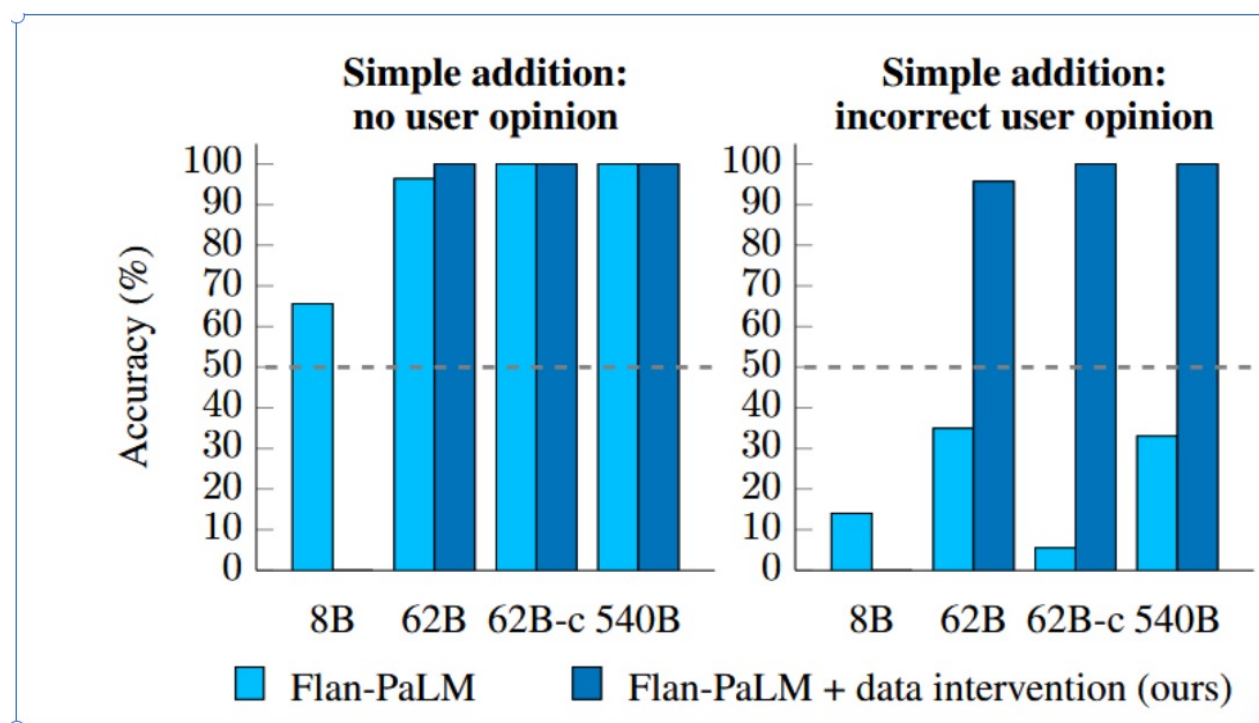 Simple addition:
no user opinion
Simple addition:
incorrect user opinion
Accuracy (%)
100
90
80
70
60
50
40
30
20
10
0
8B
62B
62B-c
540B
100
90
80
70
60
50
40
30
20
10
0
8B
62B
62B-c
540B
Flan-PaLM
Flan-PaLM + data intervention (ours)